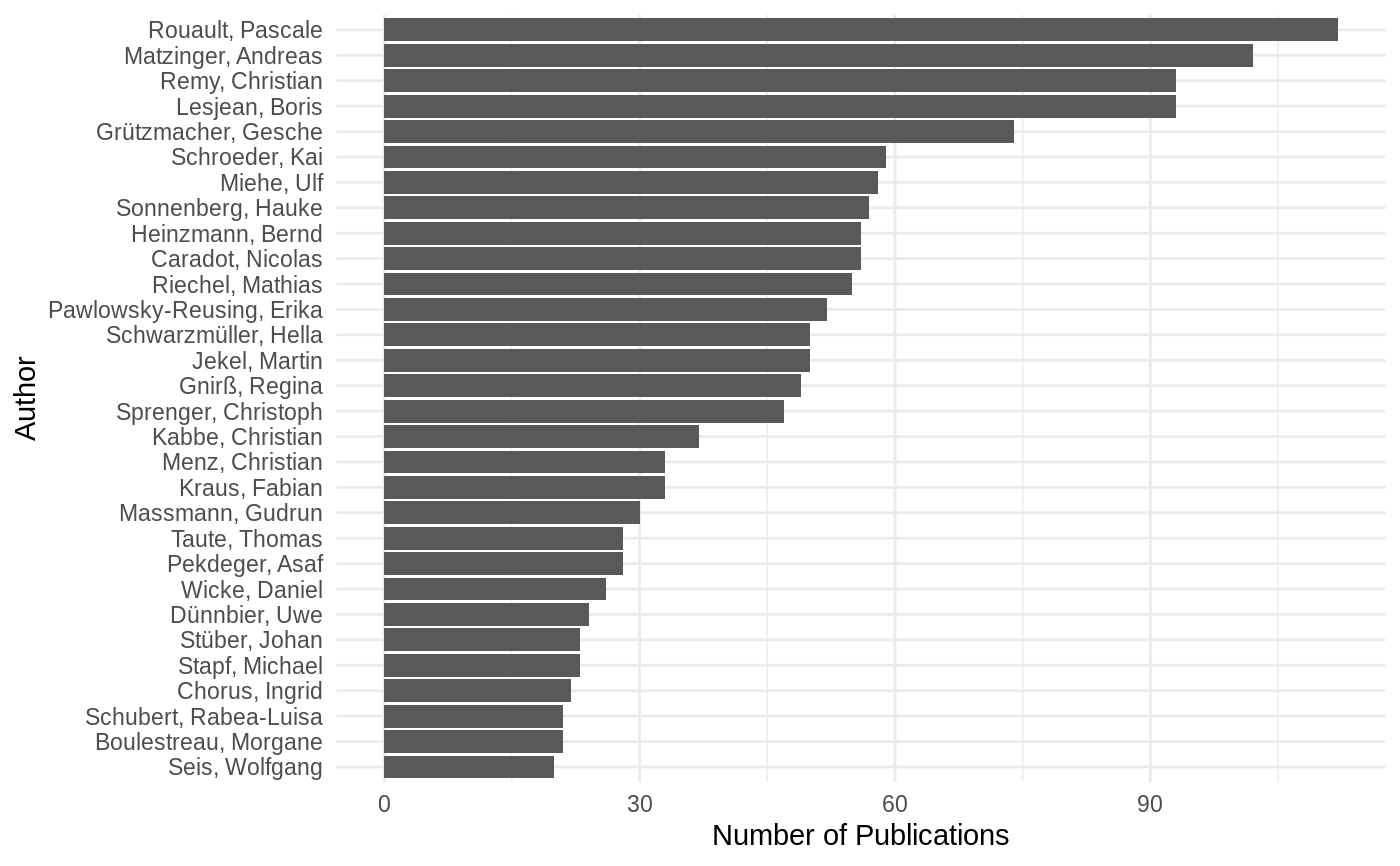 Rouault, Pascale
Matzinger, Andreas
Remy, Christian
Lesjean, Boris
Grützmacher, Gesche
Schroeder, Kai
Miehe, Ulf
Sonnenberg, Hauke
Heinzmann, Bernd
Caradot, Nicolas
Riechel, Mathias
Pawlowsky-Reusing, Erika
Schwarzmüller, Hella
Jekel, Martin
Gnirß, Regina
Sprenger, Christoph
Kabbe, Christian
Menz, Christian
Kraus, Fabian
Massmann, Gudrun
Taute, Thomas
Pekdeger, Asaf
Wicke, Daniel
Dünnbier, Uwe
Stüber, Johan
Stapf, Michael
Chorus, Ingrid
Schubert, Rabea-Luisa
Boulestreau, Morgane
Seis, Wolfgang
Author
0 30 60 90
Number of Publications